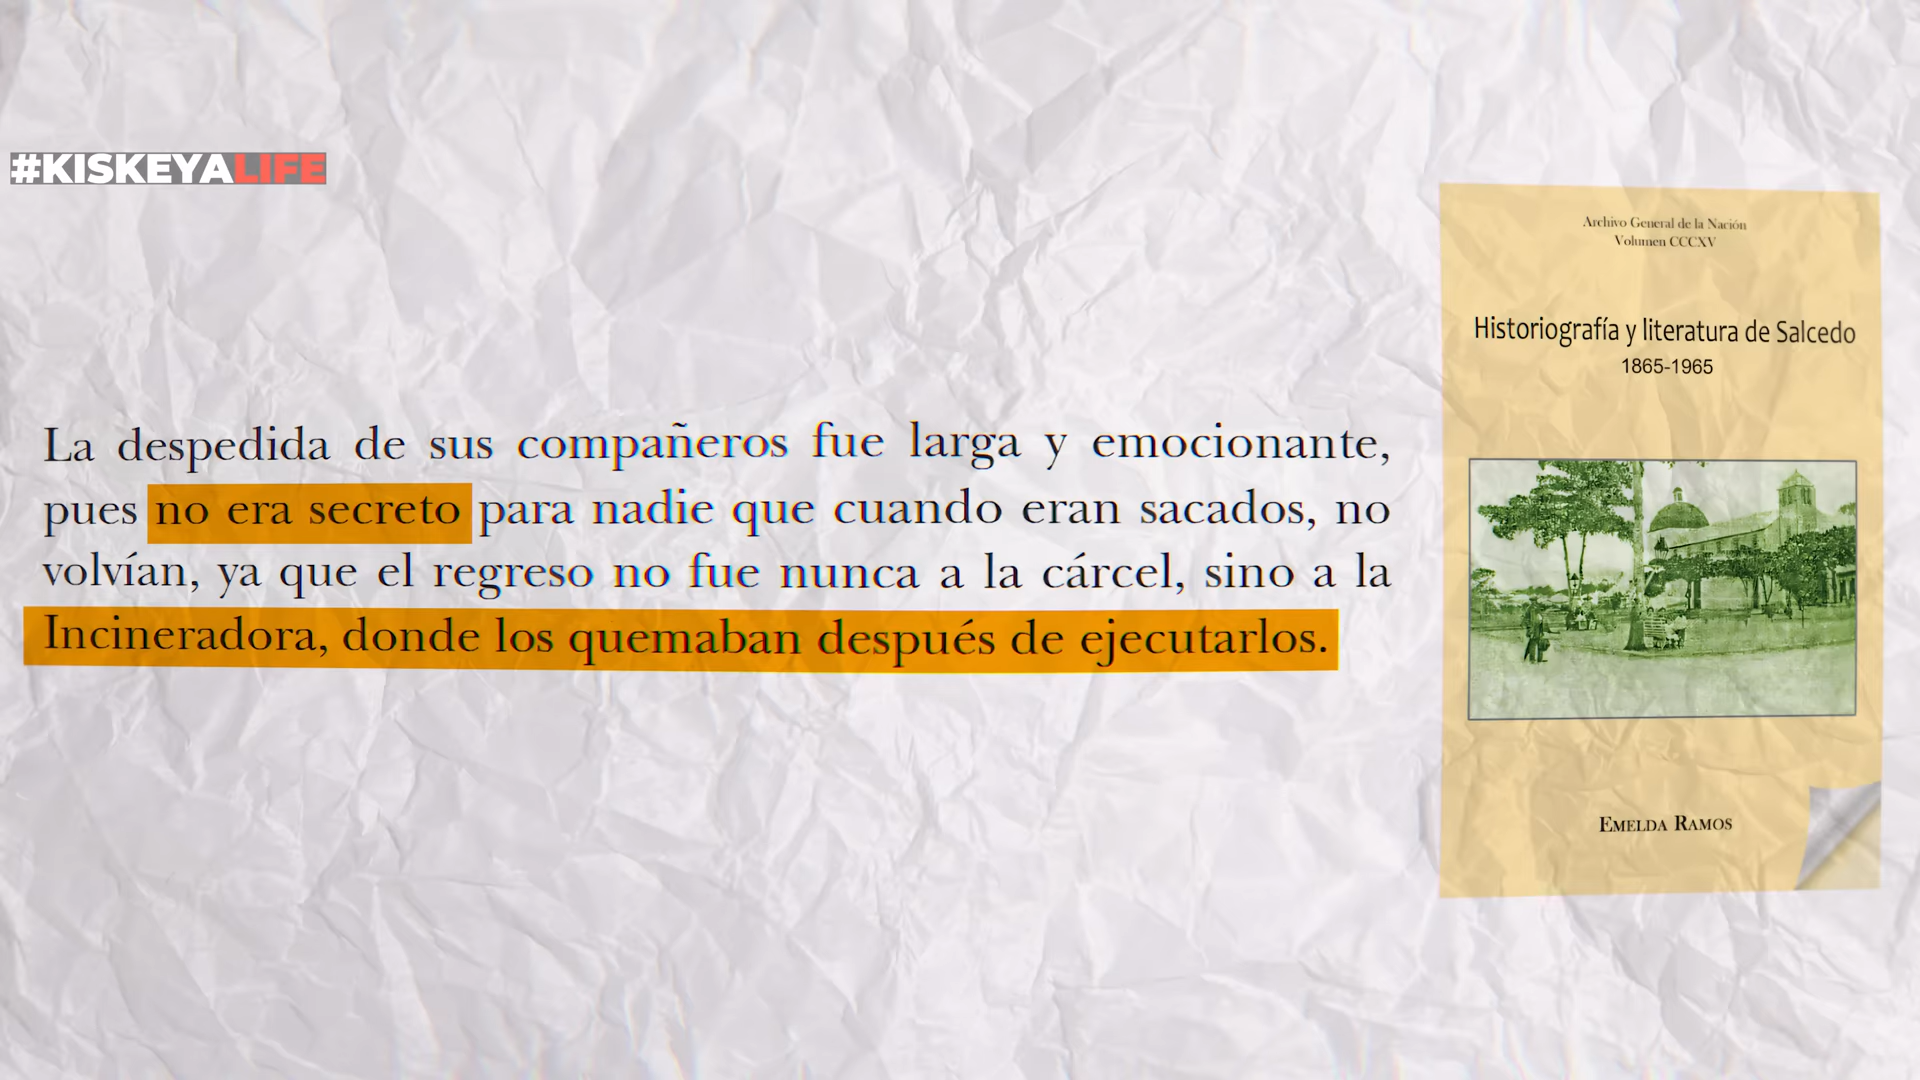 #KISKEYALIFE
La despedida de sus compañeros fue larga y emocionante,
pues no era secreto para nadie que cuando eran sacados, no
volvían, ya que el regreso no fue nunca a la cárcel, sino a la
Incineradora, donde los quemaban después de ejecutarlos.
Archivo General de la Nación
Volumen CCCXV
Historiografía y literatura de Salcedo
1865-1965
EMELDA RAMOS